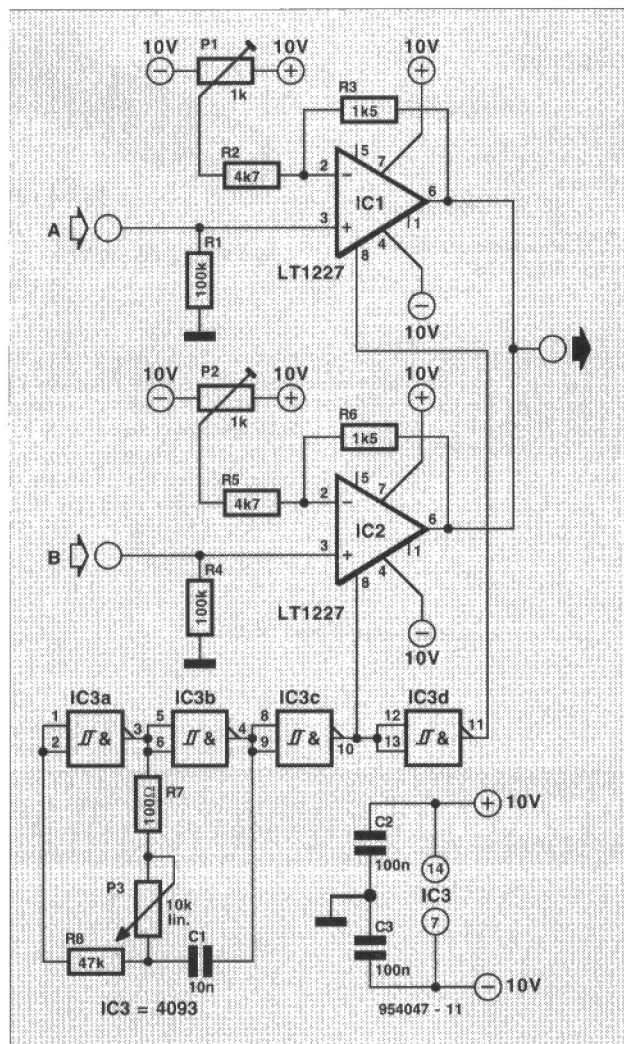 10V P1 10V
− +
1k
+ 10V
R3
1k5
R2
4k7
2 − 5 7
IC1 6
A 3 + 1
4
8
R1
100k
LT1227
−
10V
10V P2 10V
− +
1k
+ 10V
R6
1k5
R5
4k7
2 − 5 7
IC2 6
B 3 + 1
4
8
R4
100k
LT1227
−
10V
IC3a IC3b IC3c IC3d
1 2 & 3 5 6 & 4 8 9 & 10 12 13 & 11
R7
100Ω
P3
10k
lin.
R8
47k
C1
10n
IC3 = 4093
+ 10V
C2
100n
14
IC3
7
C3
100n
− 10V
954047 - 11